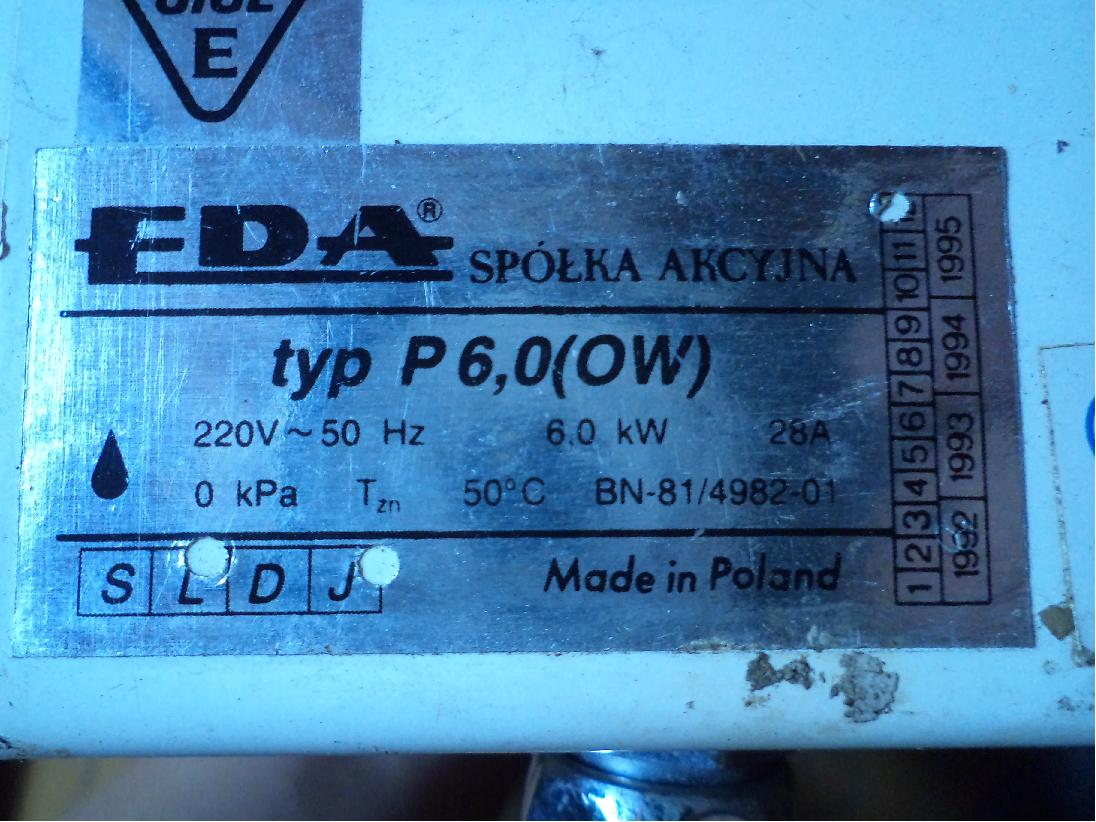 E
EDA®
SPÓŁKA AKCYJNA
typ P 6,0(OW)
220V~50 Hz 6,0 kW 28A
0 kPa Tzn 50°C BN-81/4982-01
S L D J
Made in Poland
1 2 3 4 5 6 7 8 9 10 11
1992 1993 1994 1995